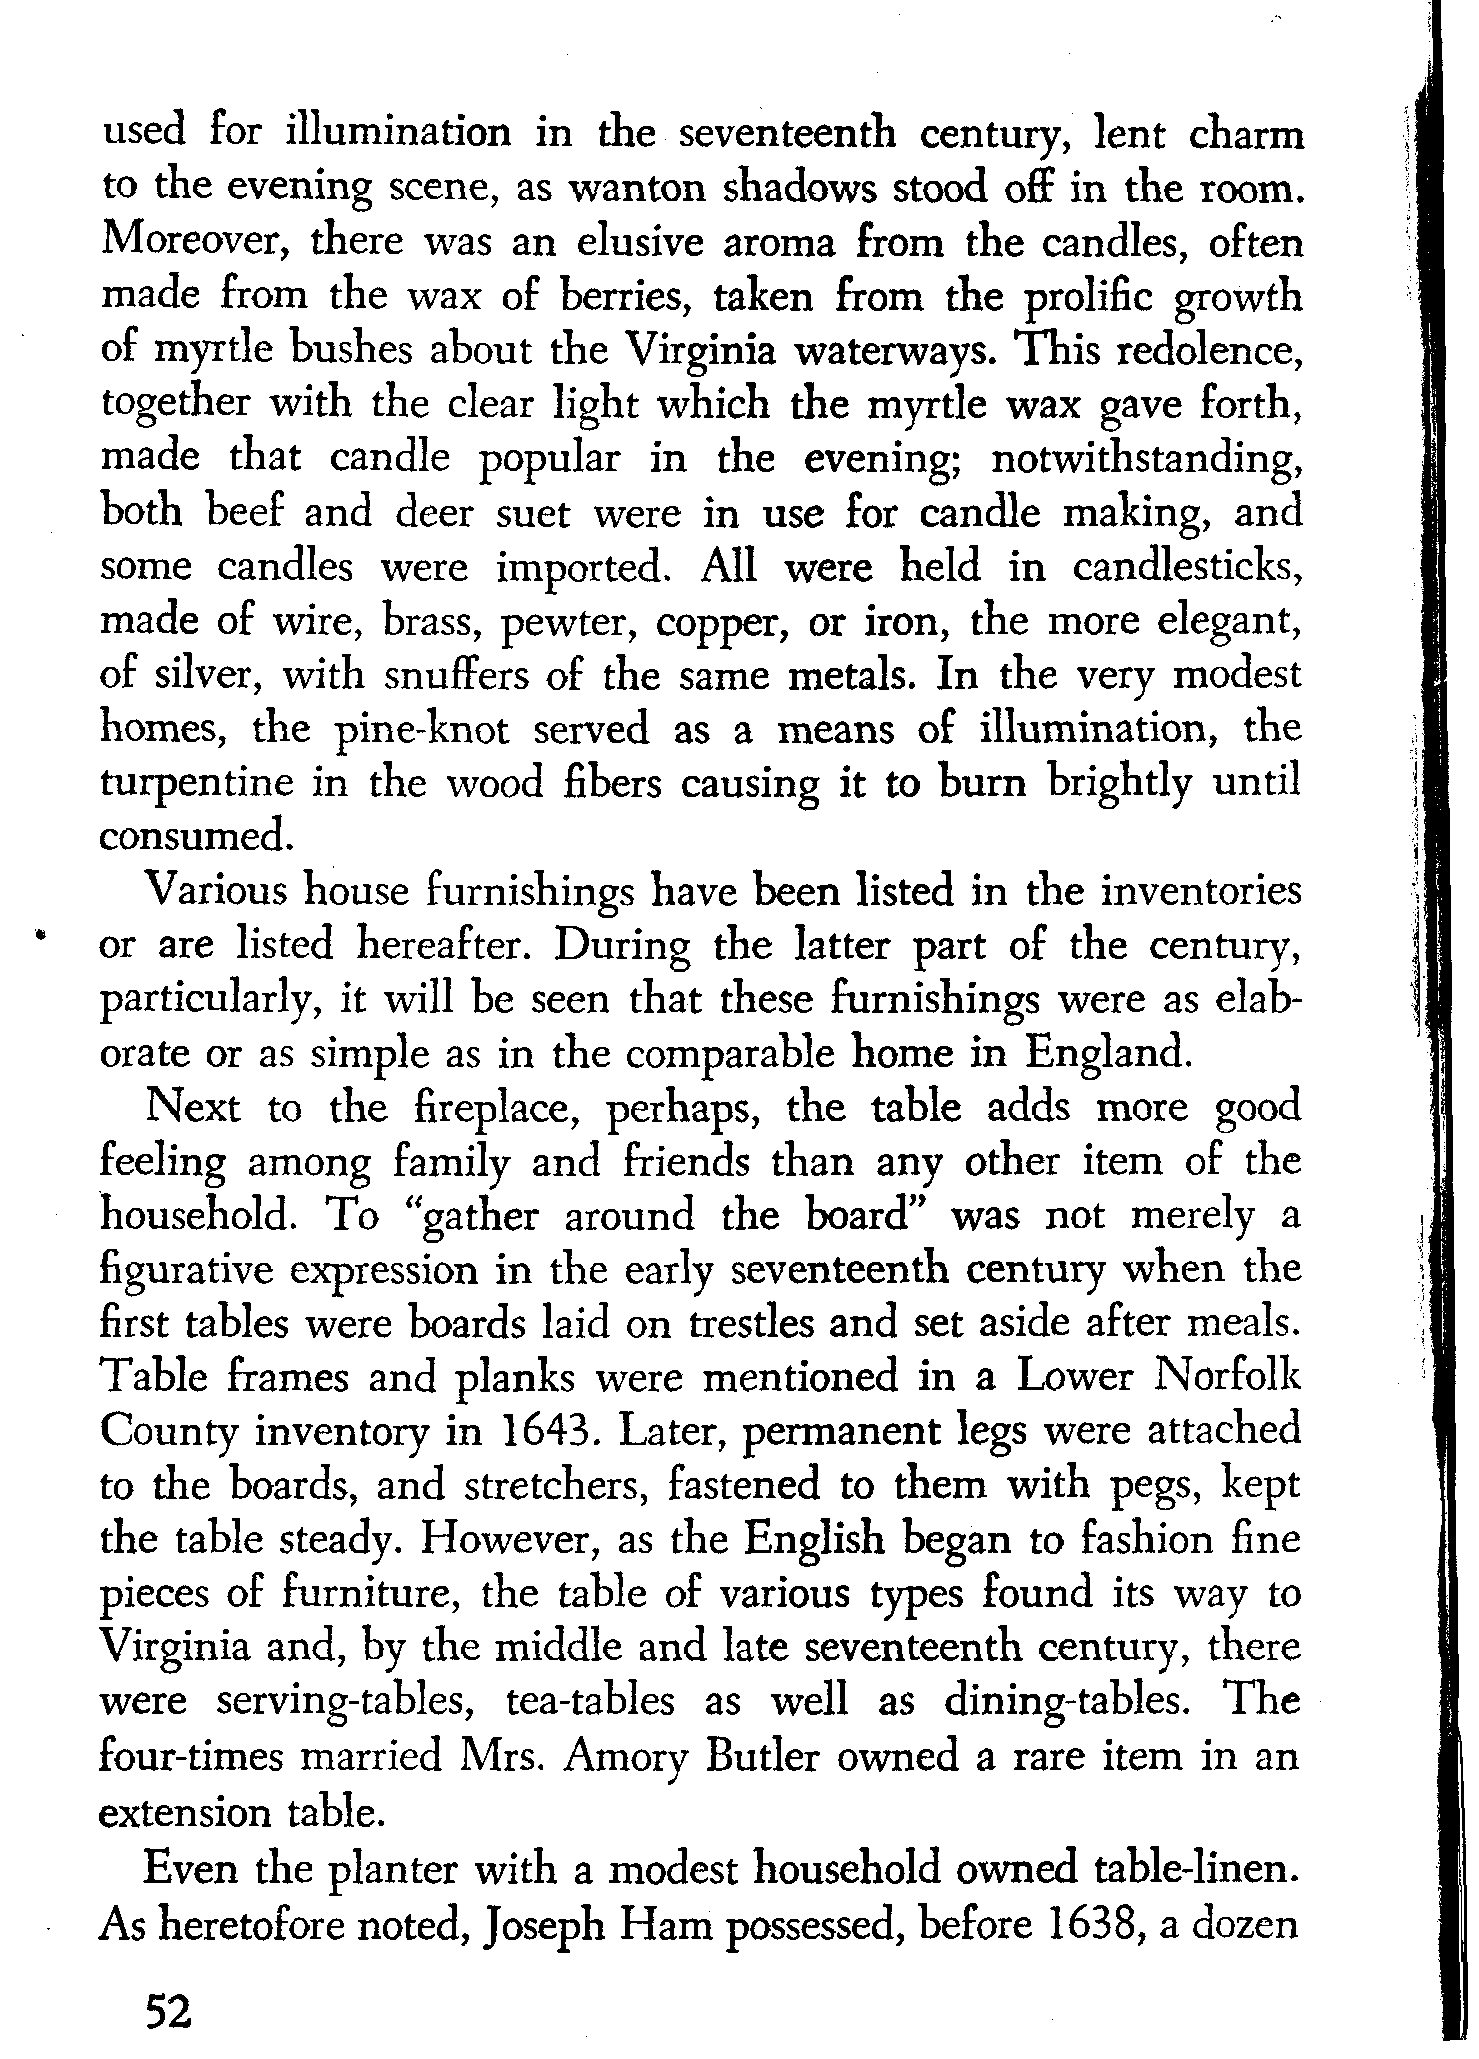 used for illumination in the seventeenth century, lent charm
to the evening scene, as wanton shadows stood off in the room.
Moreover, there was an elusive aroma from the candles, often
made from the wax of berries, taken from the prolific growth
of myrtle bushes about the Virginia waterways. This redolence,
together with the clear light which the myrtle wax gave forth,
made that candle popular in the evening; notwithstanding,
both beef and deer suet were in use for candle making, and
some candles were imported. All were held in candlesticks,
made of wire, brass, pewter, copper, or iron, the more elegant,
of silver, with snuffers of the same metals. In the very modest
homes, the pine-knot served as a means of illumination, the
turpentine in the wood fibers causing it to burn brightly until
consumed.
Various house furnishings have been listed in the inventories
or are listed hereafter. During the latter part of the century,
particularly, it will be seen that these furnishings were as elab-
orate or as simple as in the comparable home in England.
Next to the fireplace, perhaps, the table adds more good
feeling among family and friends than any other item of the
household. To "gather around the board" was not merely a
figurative expression in the early seventeenth century when the
first tables were boards laid on trestles and set aside after meals.
Table frames and planks were mentioned in a Lower Norfolk
County inventory in 1643. Later, permanent legs were attached
to the boards, and stretchers, fastened to them with pegs, kept
the table steady. However, as the English began to fashion fine
pieces of furniture, the table of various types found its way to
Virginia and, by the middle and late seventeenth century, there
were serving-tables, tea-tables as well as dining-tables. The
four-times married Mrs. Amory Butler owned a rare item in an
extension table.
Even the planter with a modest household owned table-linen.
As heretofore noted, Joseph Ham possessed, before 1638, a dozen
52